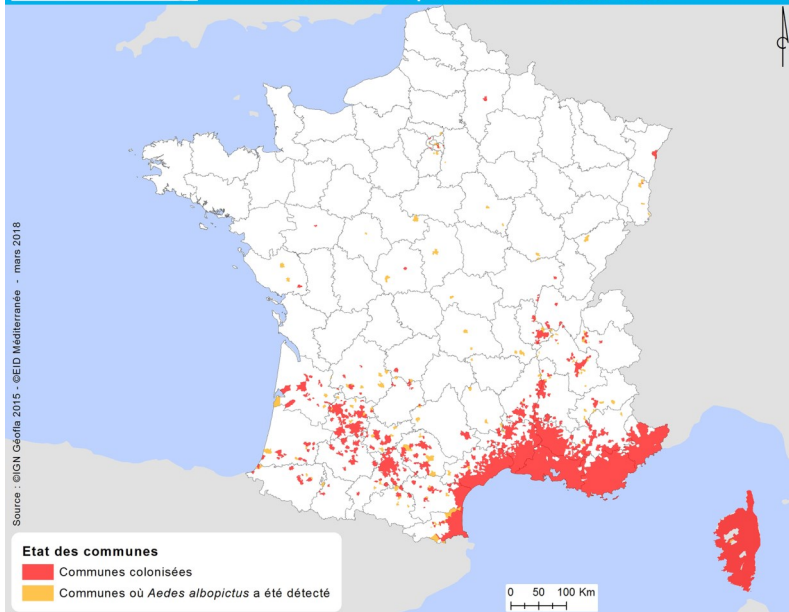 Source : ©IGN Géofla 2015 - ©EID Méditerranée - mars 2018
Etat des communes
Communes colonisées
Communes où Aedes albopictus a été détecté
0 50 100 Km